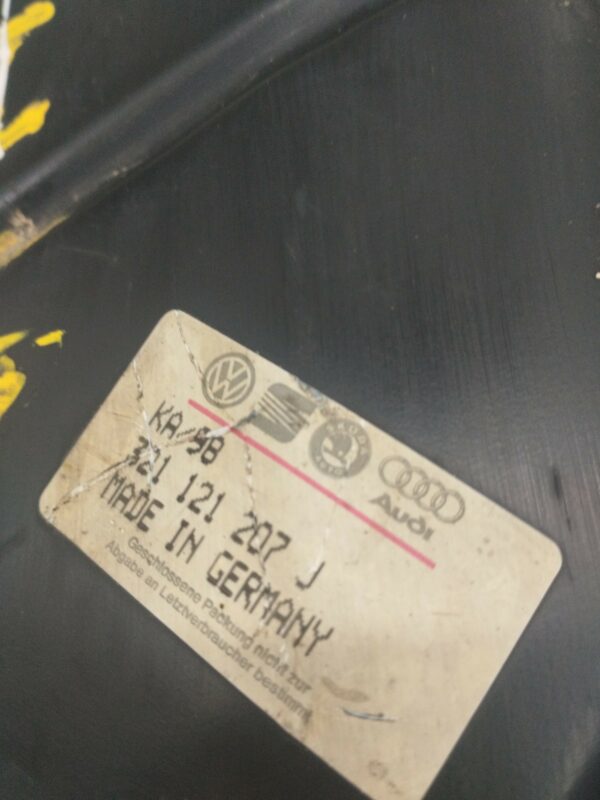 Audi
KA/98
321 121 207 J
MADE IN GERMANY
Geschlossene Packung nicht zur
Abgabe an Letztverbraucher bestimmt